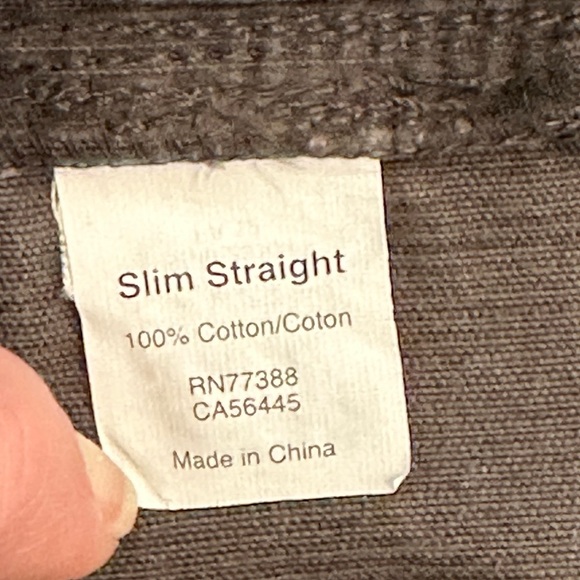 Slim Straight
100% Cotton/Coton
RN77388
CA56445
Made in China